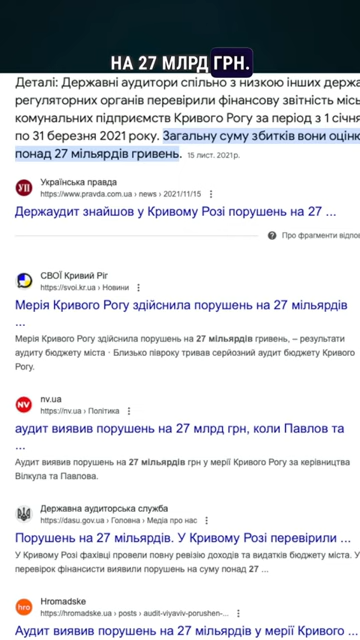 НА 27 МЛРД ГРН.
Деталі: Державні аудитори спільно з низкою інших держа
регуляторних органів перевірили фінансову звітність місь
комунальних підприємств Кривого Рогу за період з 1 січня
по 31 березня 2021 року. Загальну суму збитків вони оціню
понад 27 мільярдів гривень. 15 лист. 2021р.
УП
Українська правда
https://www.pravda.com.ua › news › 2021/11/15
Держаудит знайшов у Кривому Розі порушень на 27 ...
Про фрагменти відпов
СВОЇ Кривий Ріг
https://svoi.kr.ua › Новини
Мерія Кривого Рогу здійснила порушень на 27 мільярдів
...
Мерія Кривого Рогу здійснила порушень на 27 мільярдів гривень, – результати
аудиту бюджету міста · Близько півроку тривав серйозний аудит бюджету Кривого
Рогу.
NV
nv.ua
https://nv.ua › Політика
аудит виявив порушень на 27 млрд грн, коли Павлов та
...
Аудит виявив порушень на 27 мільярдів грн у мерії Кривого Рогу за керівництва
Вілкула та Павлова.
Державна аудиторська служба
https://dasu.gov.ua › Головна › Медіа про нас
Порушень на 27 мільярдів. У Кривому Розі перевірили ...
У Кривому Розі фахівці провели повну ревізію доходів та видатків бюджету міста. У
перевірок фінансисти виявили порушень на суму понад 27 ...
hro
Hromadske
https://hromadske.ua › posts › audit-viyaviv-porushen-...
Аудит виявив порушень на 27 мільярдів у мерії Кривого ...